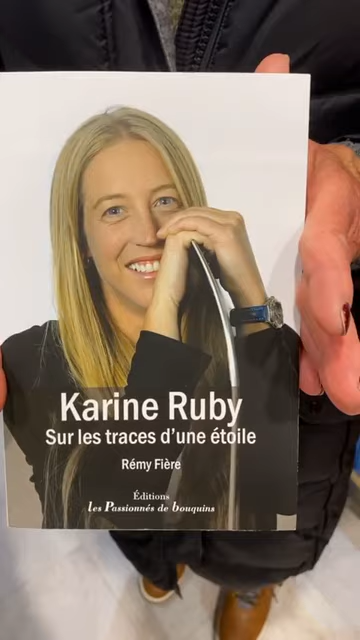 Karine Ruby
Sur les traces d'une étoile
Rémy Fière
Éditions
les Passionnés de bouquins